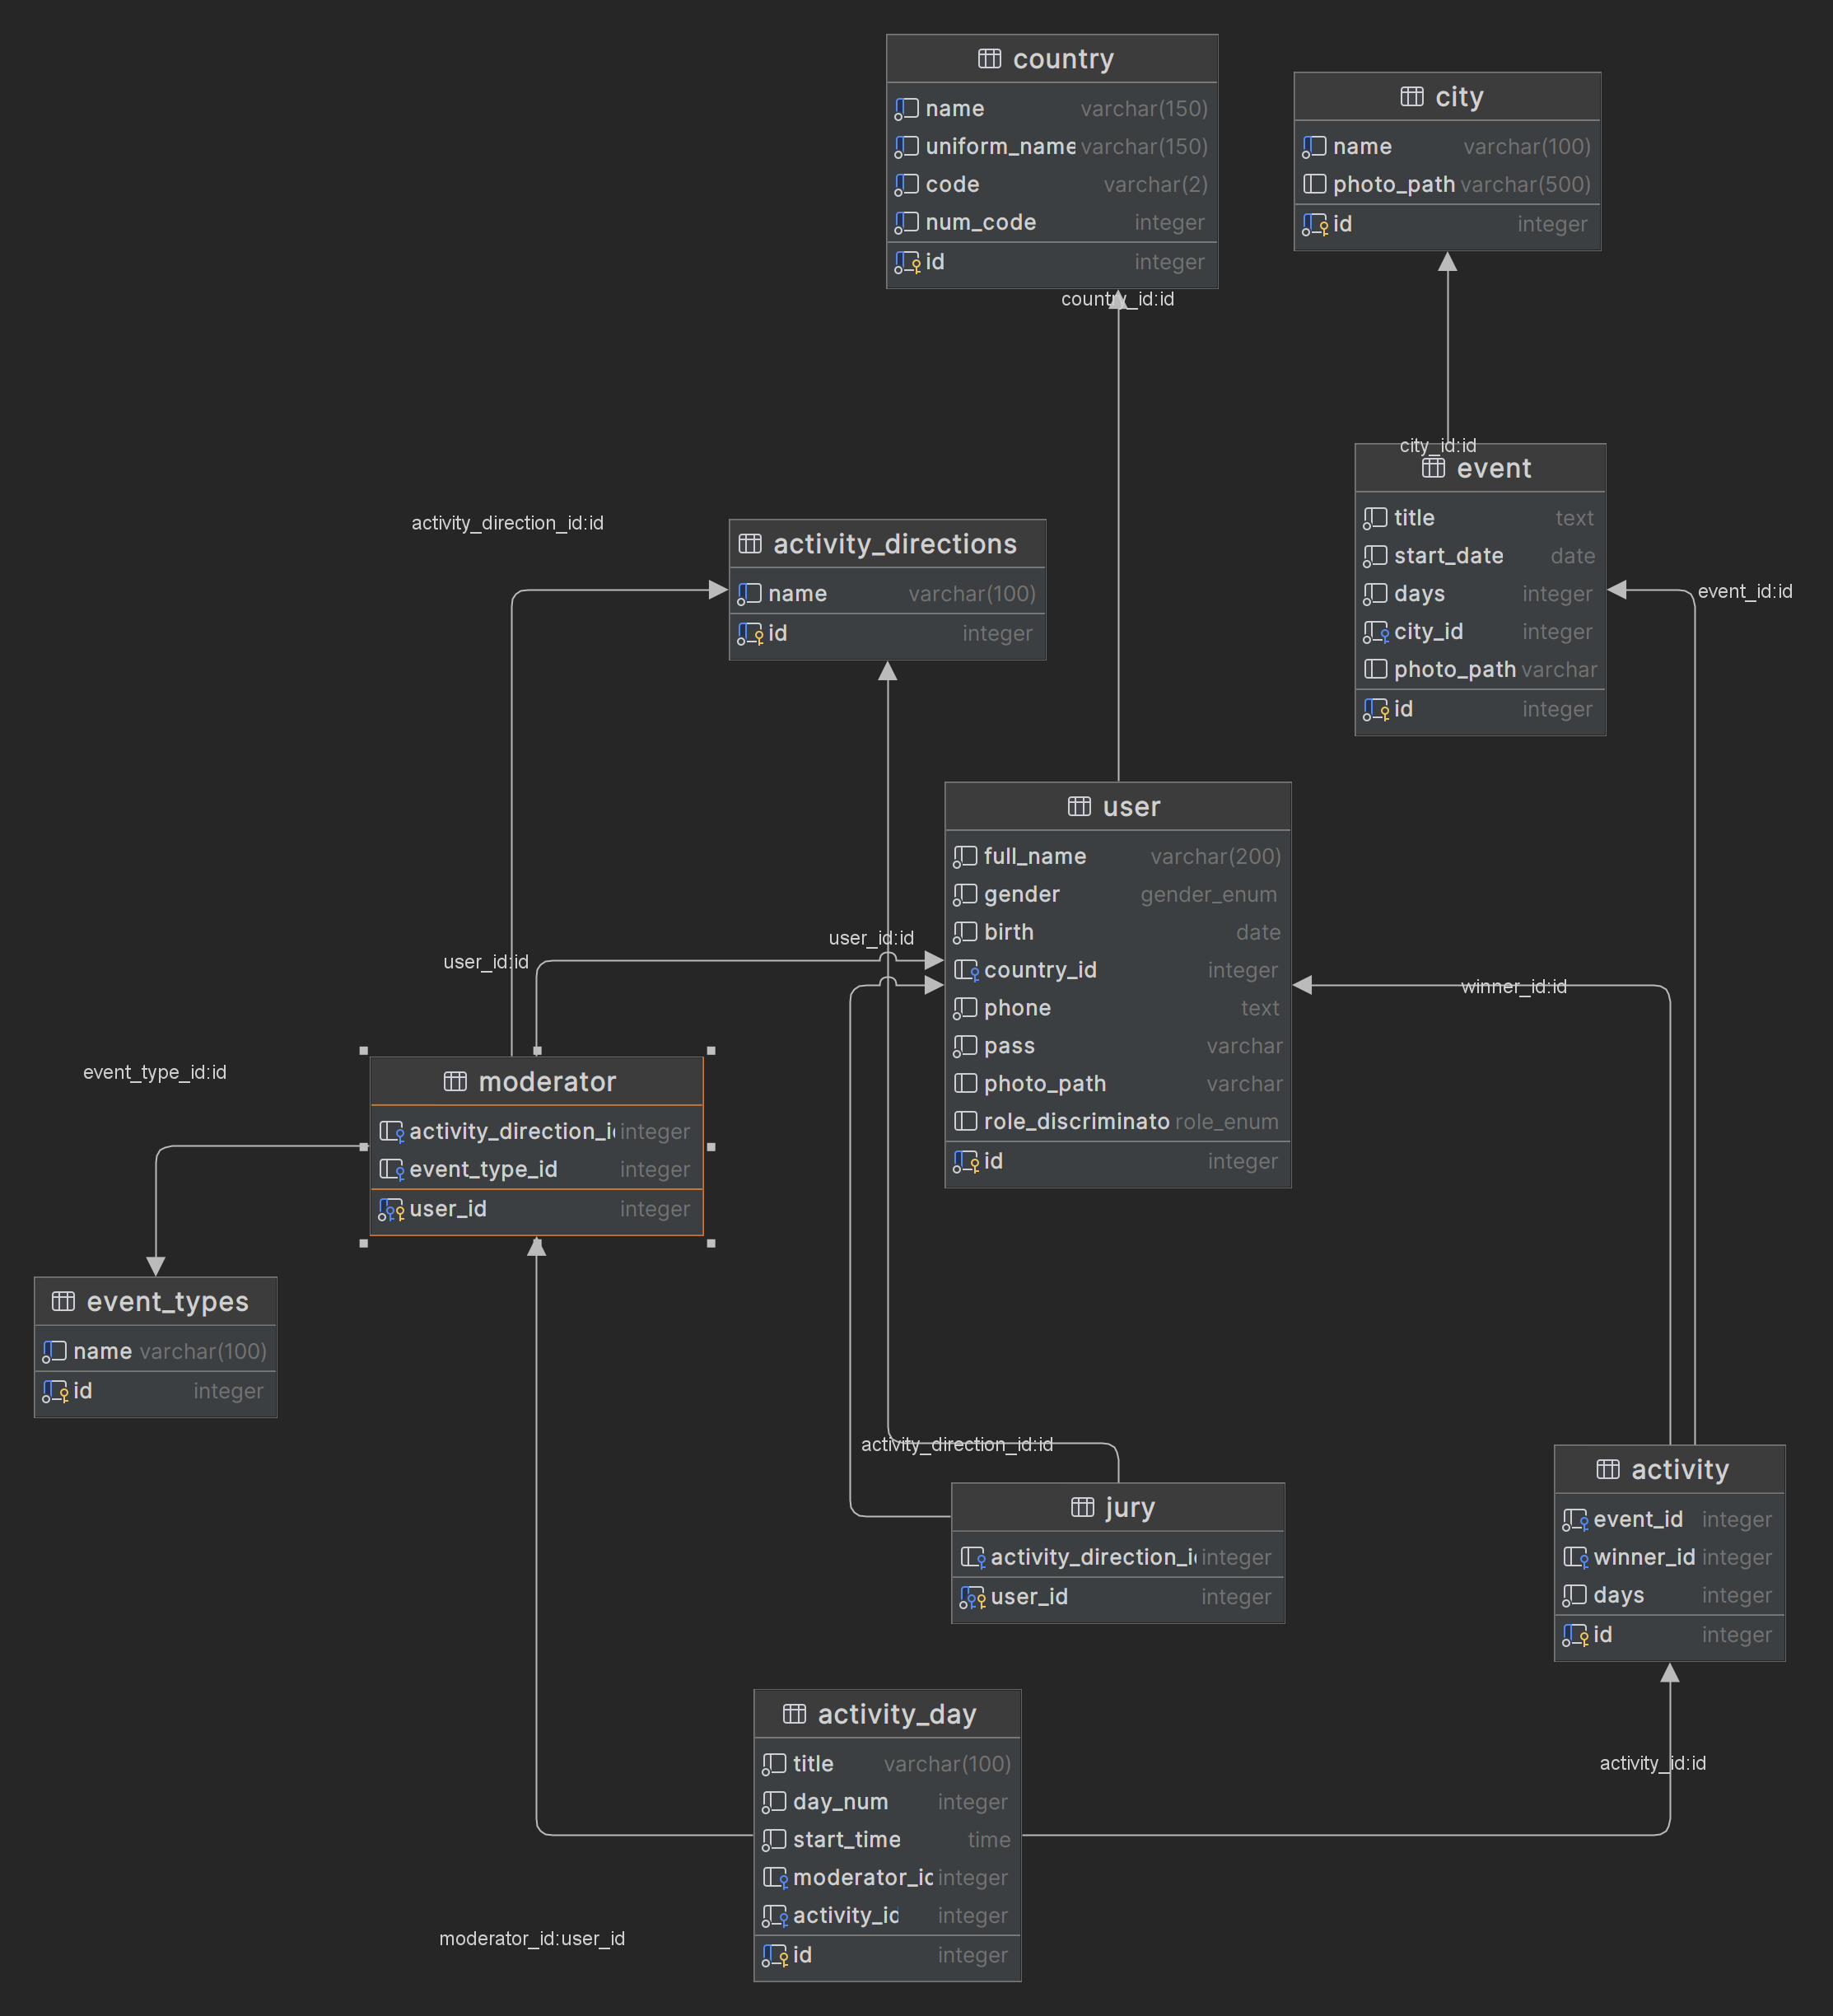 country
name varchar(150)
uniform_name varchar(150)
code varchar(2)
num_code integer
id integer
city
name varchar(100)
photo_path varchar(500)
id integer
country_id:id
city_id:id
event
title text
start_date date
days integer
city_id integer
photo_path varchar
id integer
activity_direction_id:id
activity_directions
name varchar(100)
id integer
event_id:id
user
full_name varchar(200)
gender gender_enum
birth date
country_id integer
phone text
pass varchar
photo_path varchar
role_discriminato role_enum
id integer
user_id:id
user_id:id
winner_id:id
event_type_id:id
moderator
activity_direction_i integer
event_type_id integer
user_id integer
event_types
name varchar(100)
id integer
activity_direction_id:id
jury
activity_direction_i integer
user_id integer
activity
event_id integer
winner_id integer
days integer
id integer
activity_day
title varchar(100)
day_num integer
start_time time
moderator_id integer
activity_id integer
id integer
activity_id:id
moderator_id:user_id